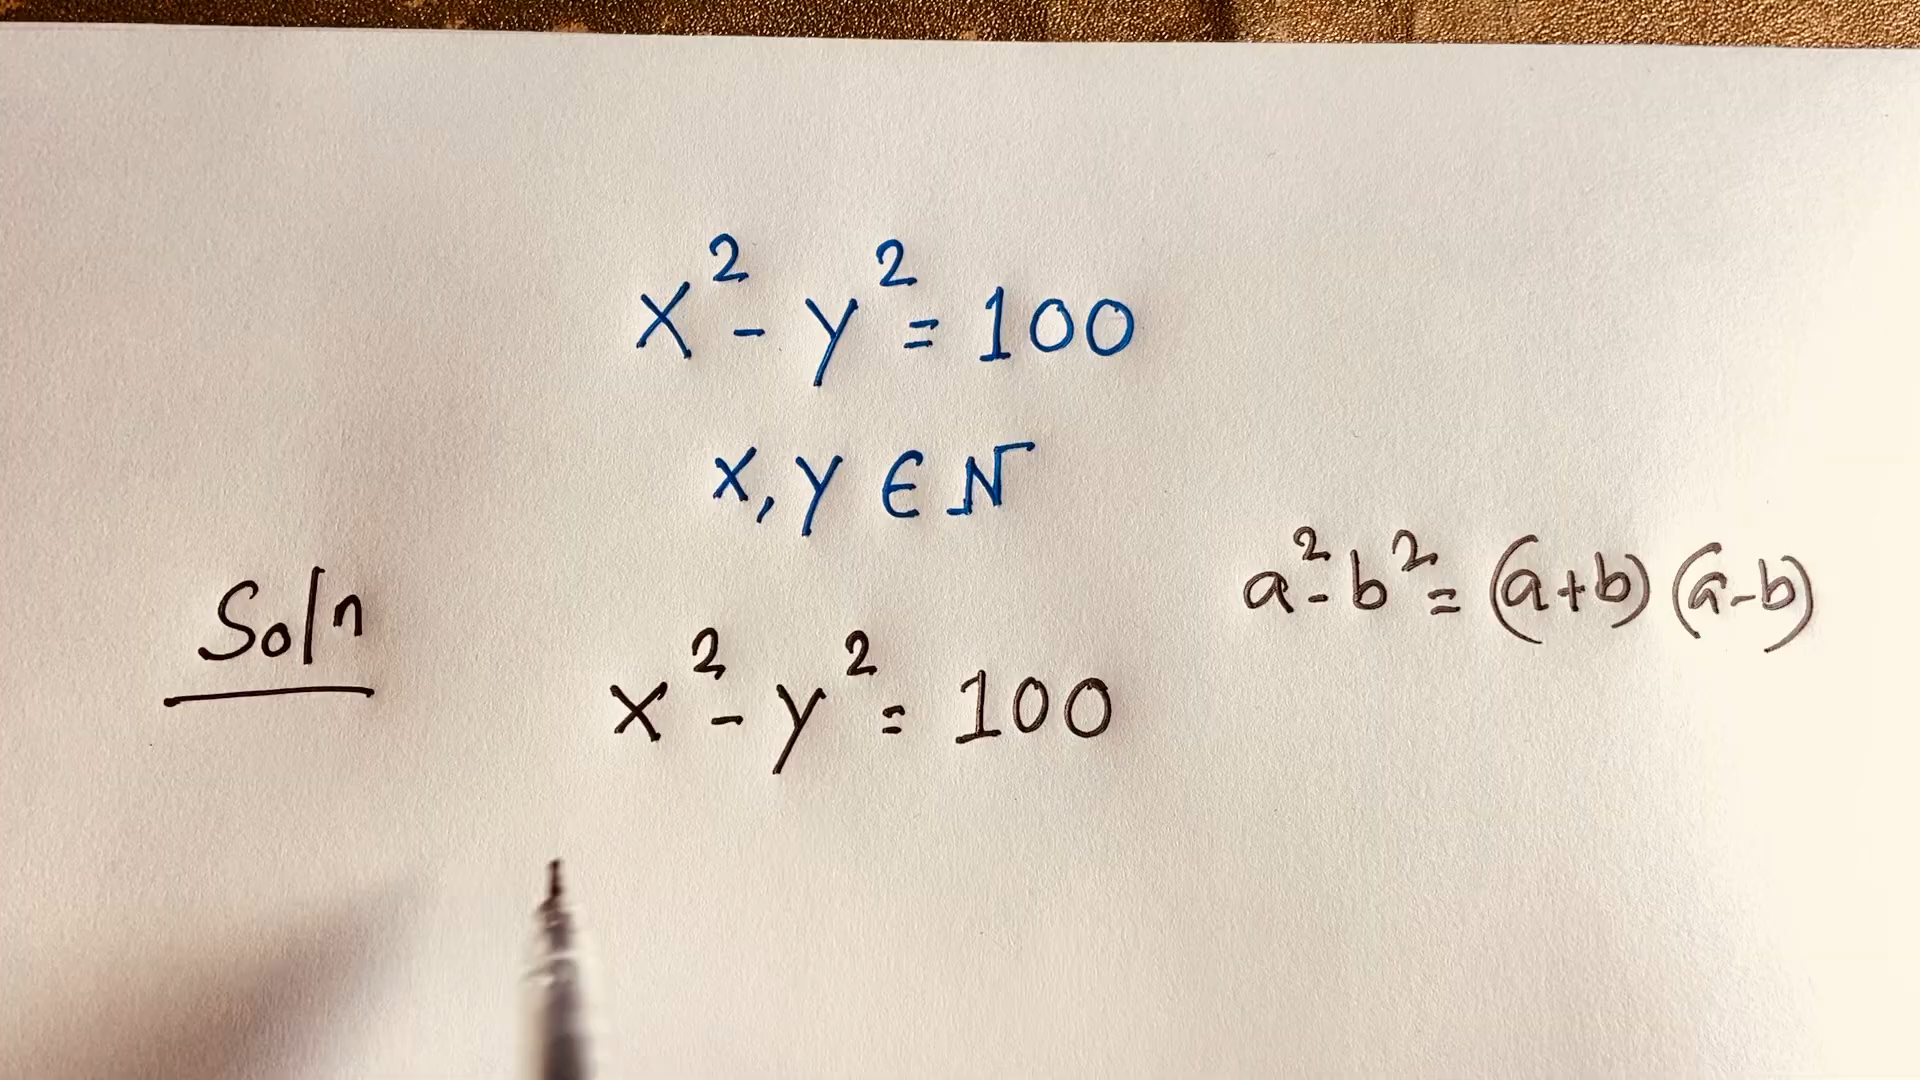 x² - y² = 100
x, y ∈ N
Soln
a² - b² = (a+b) (a-b)
x² - y² = 100